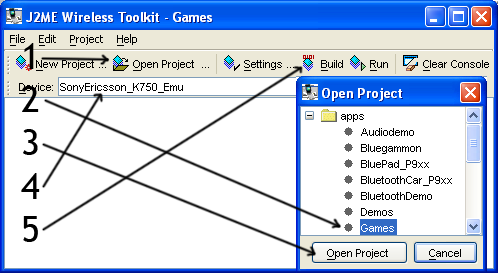 J2ME Wireless Toolkit - Games
File Edit Project Help
1 New Project ... Open Project ... Settings ... Build Run Clear Console
Device: SonyEricsson_K750_Emu
2
3
4
5
Open Project
apps
Audiodemo
Bluegammon
BluePad_P9xx
BluetoothCar_P9xx
BluetoothDemo
Demos
Games
Open Project Cancel